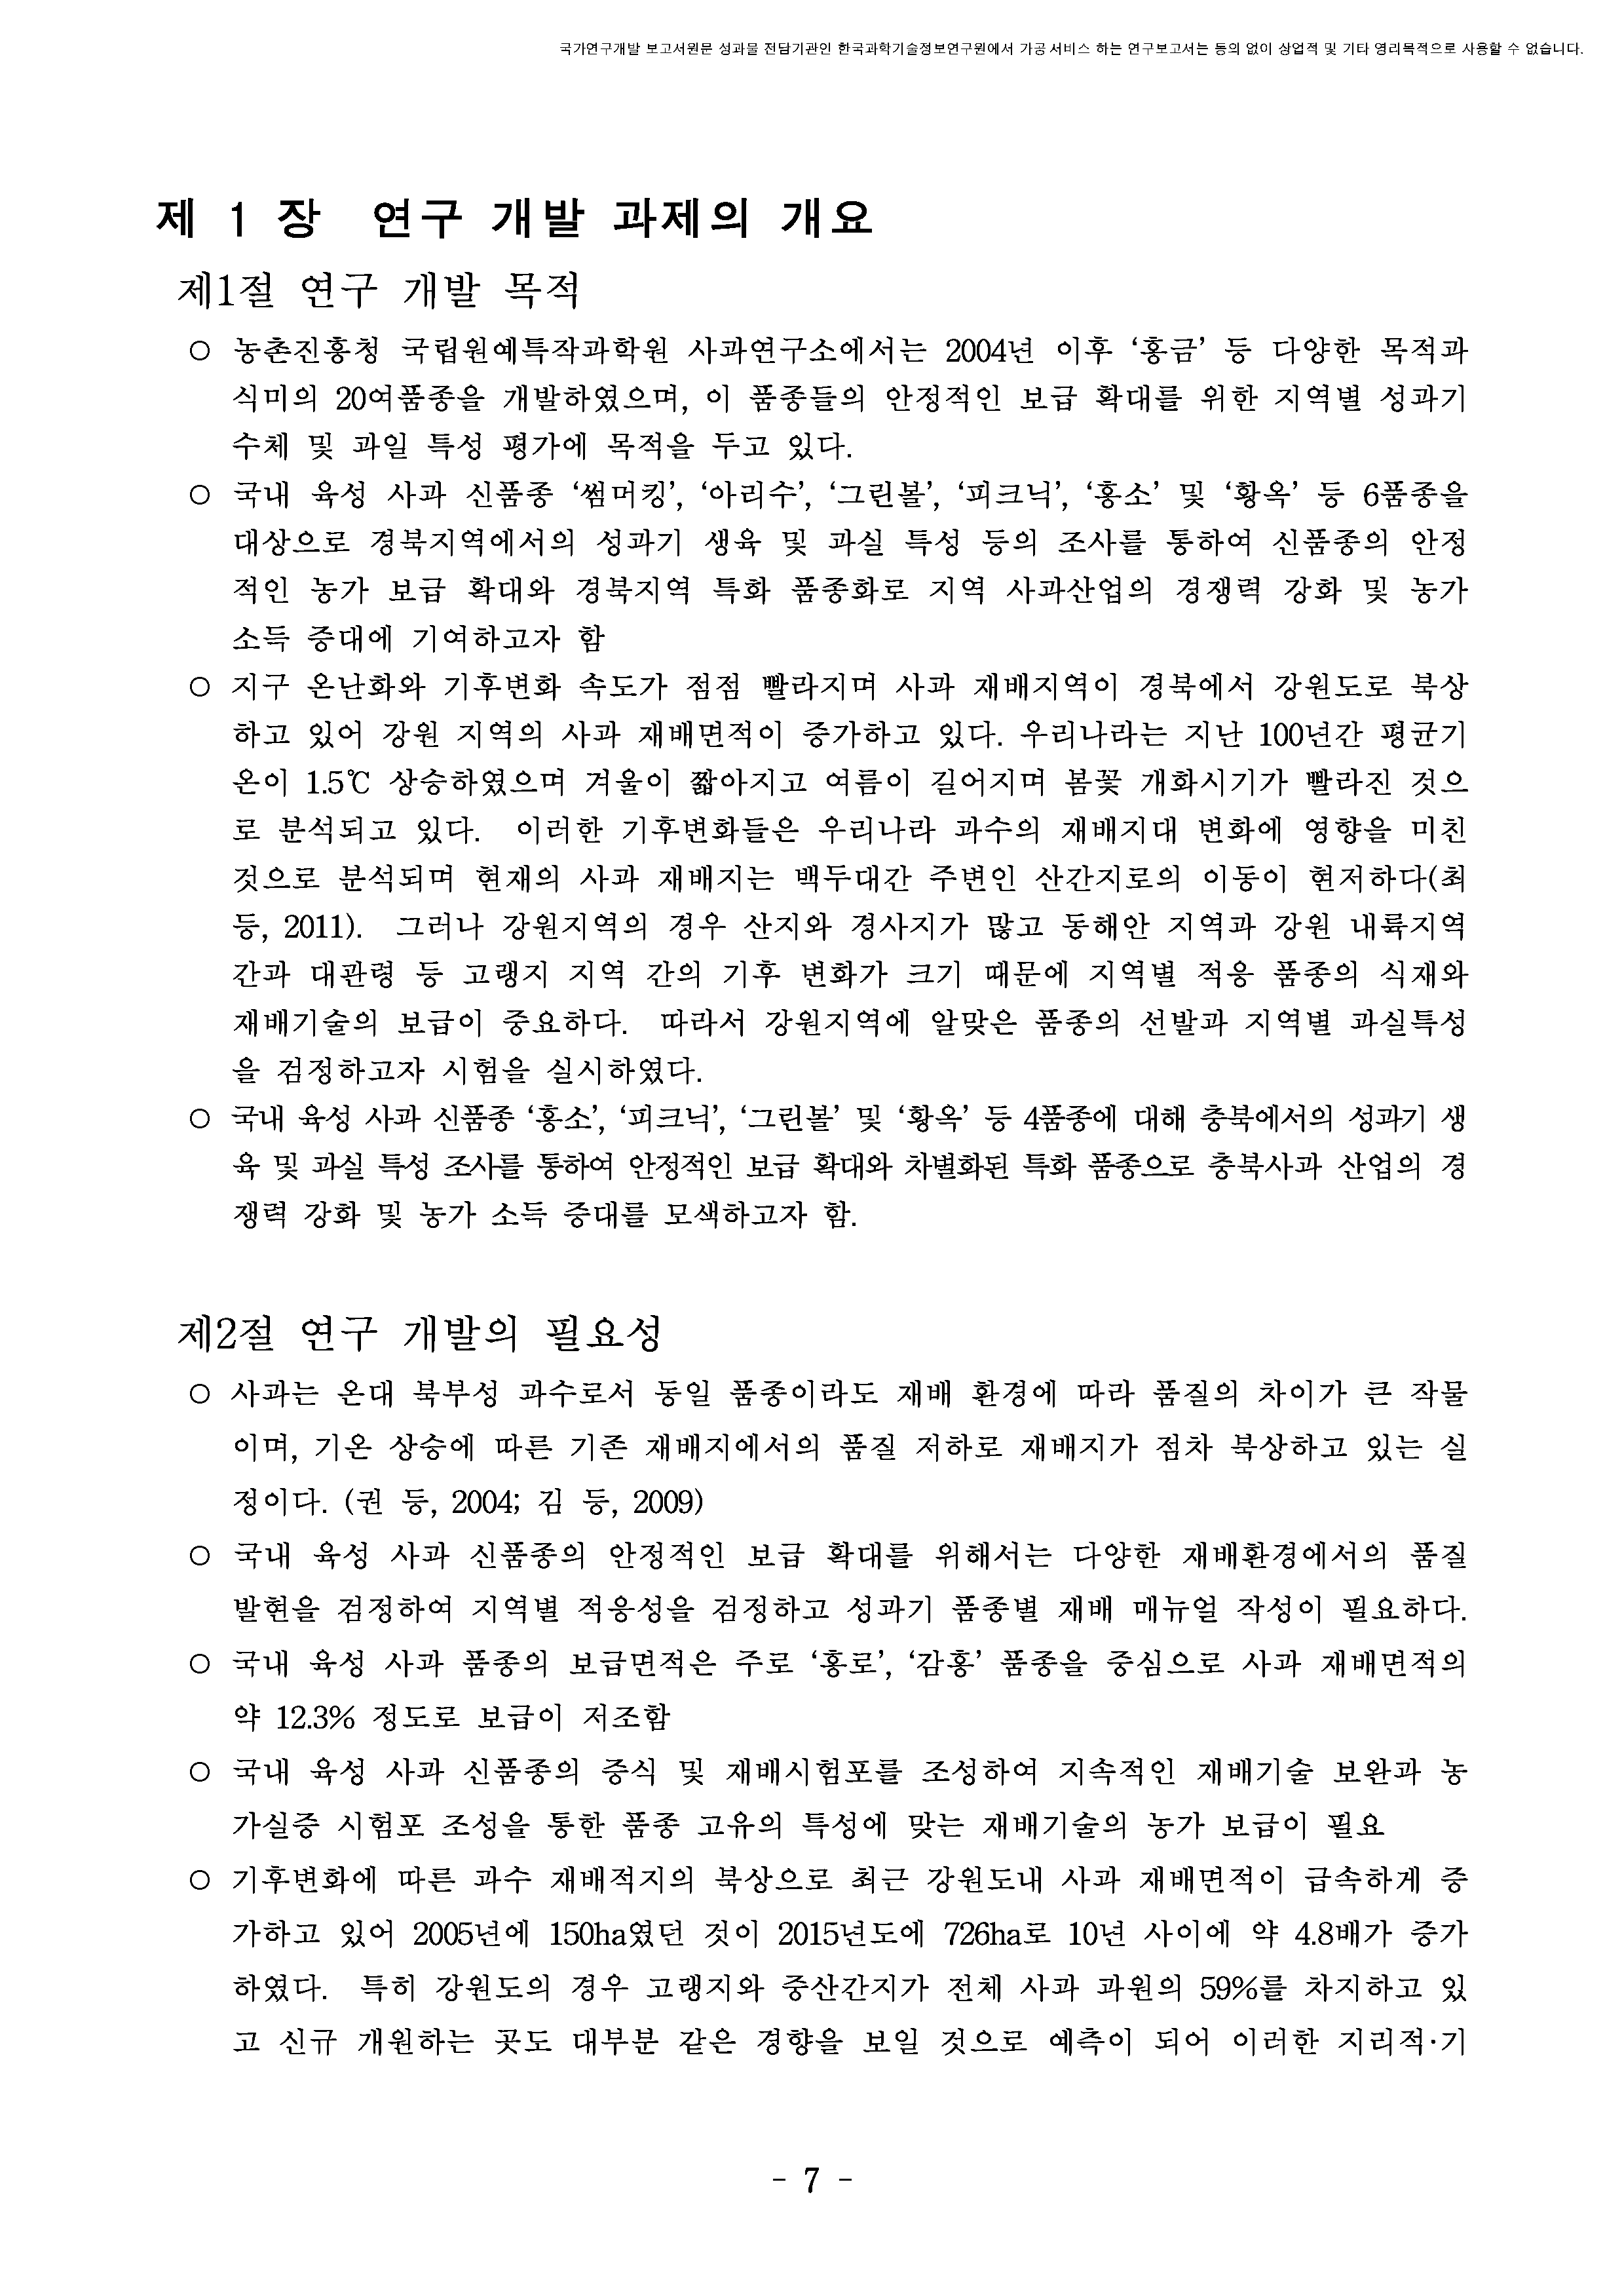 국가연구개발 보고서원문 성과물 전담기관인 한국과학기술정보연구원에서 가공·서비스 하는 연구보고서는 동의 없이 상업적 및 기타 영리목적으로 사용할 수 없습니다.
제 1 장 연구 개발 과제의 개요
제1절 연구 개발 목적
○ 농촌진흥청 국립원예특작과학원 사과연구소에서는 2004년 이후 ‘홍금’ 등 다양한 목적과
식미의 20여품종을 개발하였으며, 이 품종들의 안정적인 보급 확대를 위한 지역별 성과기
수체 및 과일 특성 평가에 목적을 두고 있다.
○ 국내 육성 사과 신품종 ‘썸머킹’, ‘아리수’, ‘그린볼’, ‘피크닉’, ‘홍소’ 및 ‘황옥’ 등 6품종을
대상으로 경북지역에서의 성과기 생육 및 과실 특성 등의 조사를 통하여 신품종의 안정
적인 농가 보급 확대와 경북지역 특화 품종화로 지역 사과산업의 경쟁력 강화 및 농가
소득 증대에 기여하고자 함
○ 지구 온난화와 기후변화 속도가 점점 빨라지며 사과 재배지역이 경북에서 강원도로 북상
하고 있어 강원 지역의 사과 재배면적이 증가하고 있다. 우리나라는 지난 100년간 평균기
온이 1.5℃ 상승하였으며 겨울이 짧아지고 여름이 길어지며 봄꽃 개화시기가 빨라진 것으
로 분석되고 있다. 이러한 기후변화들은 우리나라 과수의 재배지대 변화에 영향을 미친
것으로 분석되며 현재의 사과 재배지는 백두대간 주변인 산간지로의 이동이 현저하다(최
등, 2011). 그러나 강원지역의 경우 산지와 경사지가 많고 동해안 지역과 강원 내륙지역
간과 대관령 등 고랭지 지역 간의 기후 변화가 크기 때문에 지역별 적응 품종의 식재와
재배기술의 보급이 중요하다. 따라서 강원지역에 알맞은 품종의 선발과 지역별 과실특성
을 검정하고자 시험을 실시하였다.
○ 국내 육성 사과 신품종 ‘홍소’, ‘피크닉’, ‘그린볼’ 및 ‘황옥’ 등 4품종에 대해 충북에서의 성과기 생
육 및 과실 특성 조사를 통하여 안정적인 보급 확대와 차별화된 특화 품종으로 충북사과 산업의 경
쟁력 강화 및 농가 소득 증대를 모색하고자 함.
제2절 연구 개발의 필요성
○ 사과는 온대 북부성 과수로서 동일 품종이라도 재배 환경에 따라 품질의 차이가 큰 작물
이며, 기온 상승에 따른 기존 재배지에서의 품질 저하로 재배지가 점차 북상하고 있는 실
정이다. (권 등, 2004; 김 등, 2009)
○ 국내 육성 사과 신품종의 안정적인 보급 확대를 위해서는 다양한 재배환경에서의 품질
발현을 검정하여 지역별 적응성을 검정하고 성과기 품종별 재배 매뉴얼 작성이 필요하다.
○ 국내 육성 사과 품종의 보급면적은 주로 ‘홍로’, ‘감홍’ 품종을 중심으로 사과 재배면적의
약 12.3% 정도로 보급이 저조함
○ 국내 육성 사과 신품종의 증식 및 재배시험포를 조성하여 지속적인 재배기술 보완과 농
가실증 시험포 조성을 통한 품종 고유의 특성에 맞는 재배기술의 농가 보급이 필요
○ 기후변화에 따른 과수 재배적지의 북상으로 최근 강원도내 사과 재배면적이 급속하게 증
가하고 있어 2005년에 150ha였던 것이 2015년도에 726ha로 10년 사이에 약 4.8배가 증가
하였다. 특히 강원도의 경우 고랭지와 중산간지가 전체 사과 과원의 59%를 차지하고 있
고 신규 개원하는 곳도 대부분 같은 경향을 보일 것으로 예측이 되어 이러한 지리적·기
- 7 -